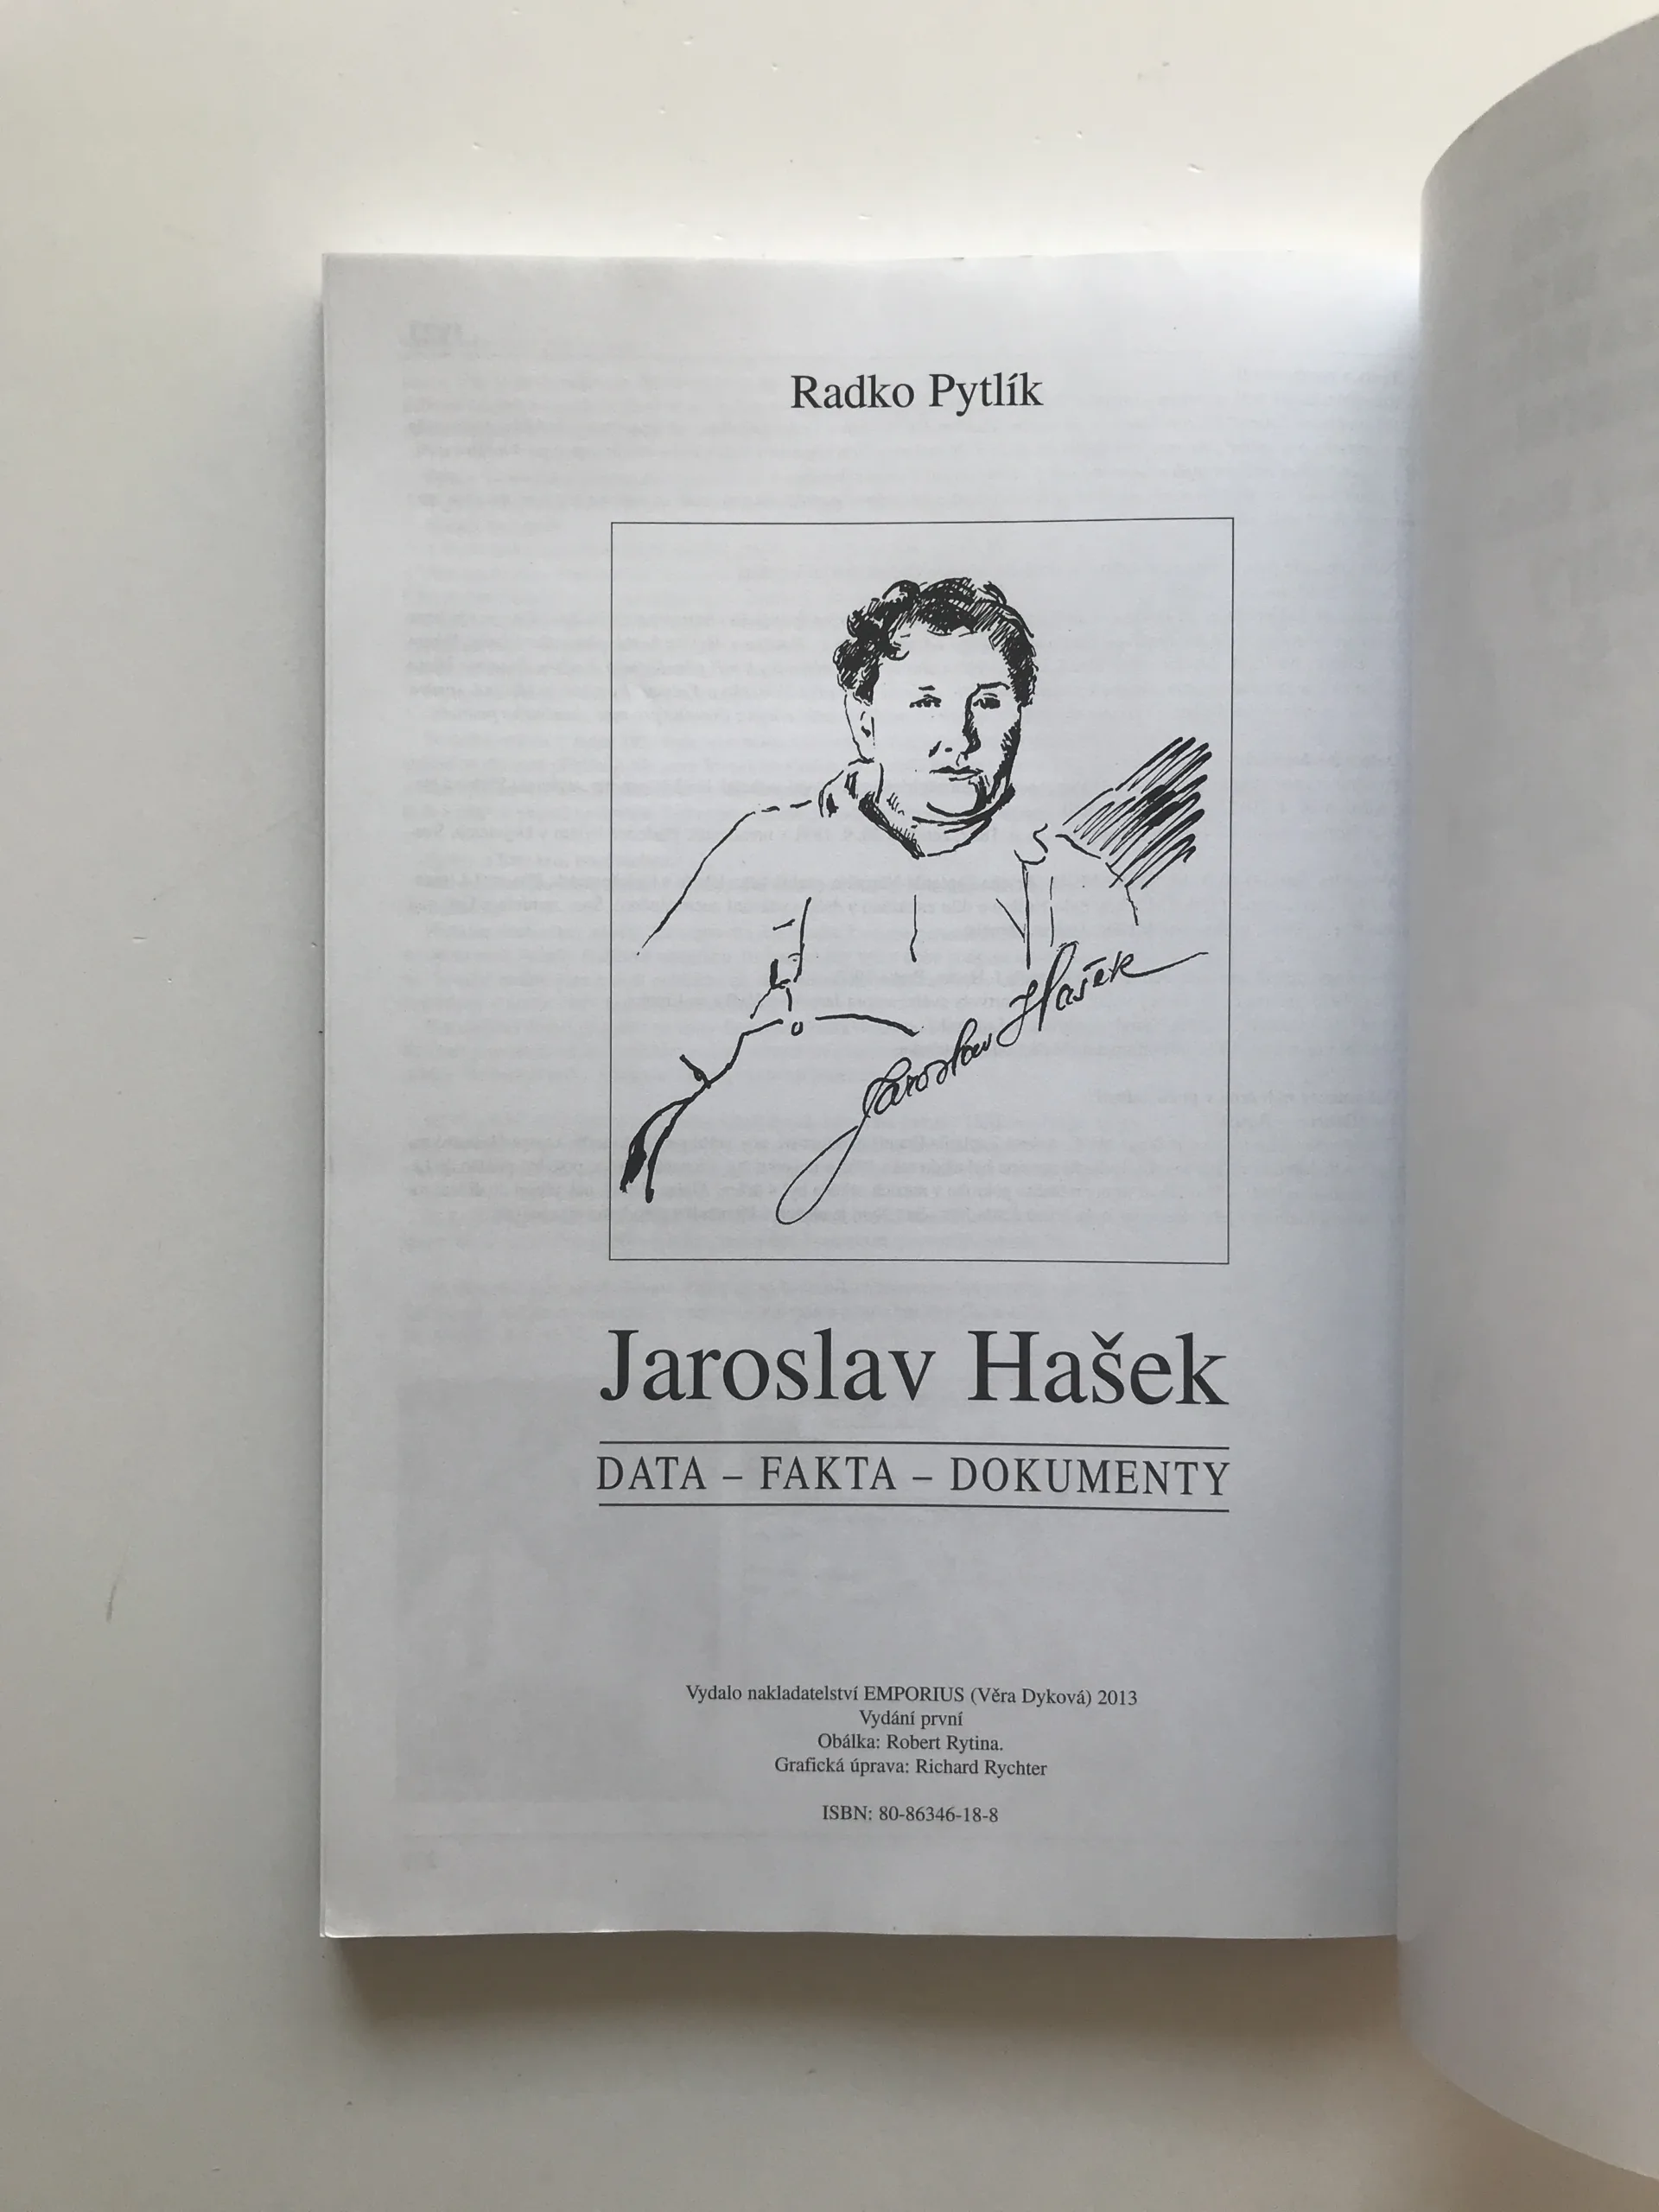 Radko Pytlík
Jaroslav Hašek
Jaroslav Hašek
DATA – FAKTA – DOKUMENTY
Vydalo nakladatelství EMPORIUS (Věra Dyková) 2013
Vydání první
Obálka: Robert Rytina.
Grafická úprava: Richard Rychter
ISBN: 80-86346-18-8